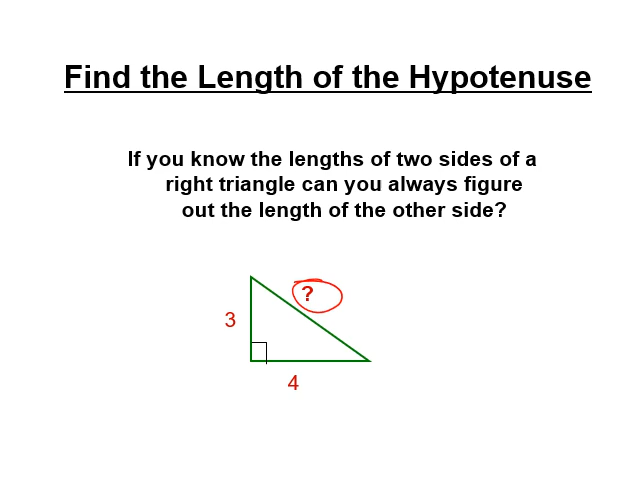 Find the Length of the Hypotenuse
If you know the lengths of two sides of a
right triangle can you always figure
out the length of the other side?
?
3
4